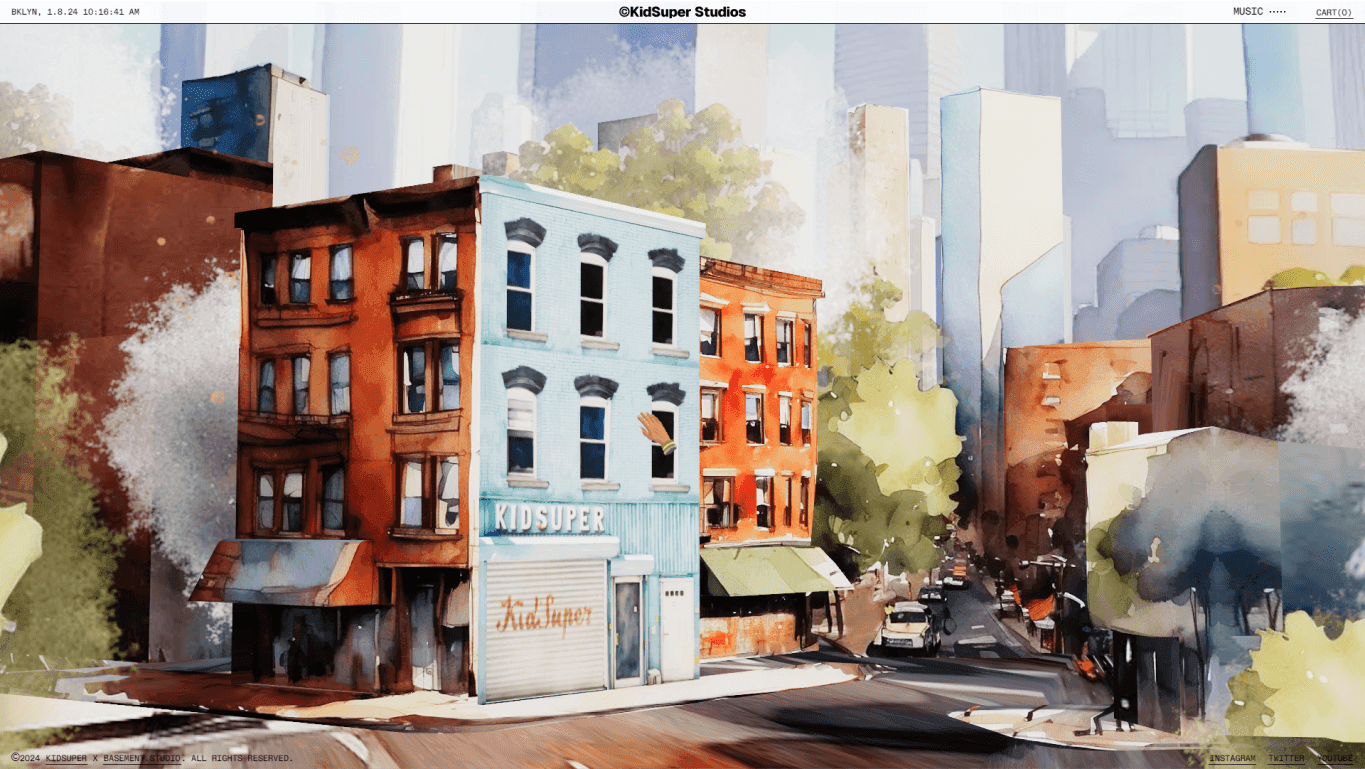 BKLYN, 1.8.24 10:16:41 AM
©KidSuper Studios
MUSIC ·····
CART(0)
KIDSUPER
KidSuper
©2024 KIDSUPER X BASEMENT.STUDIO. ALL RIGHTS RESERVED.
INSTAGRAM TWITTER YOUTUBE